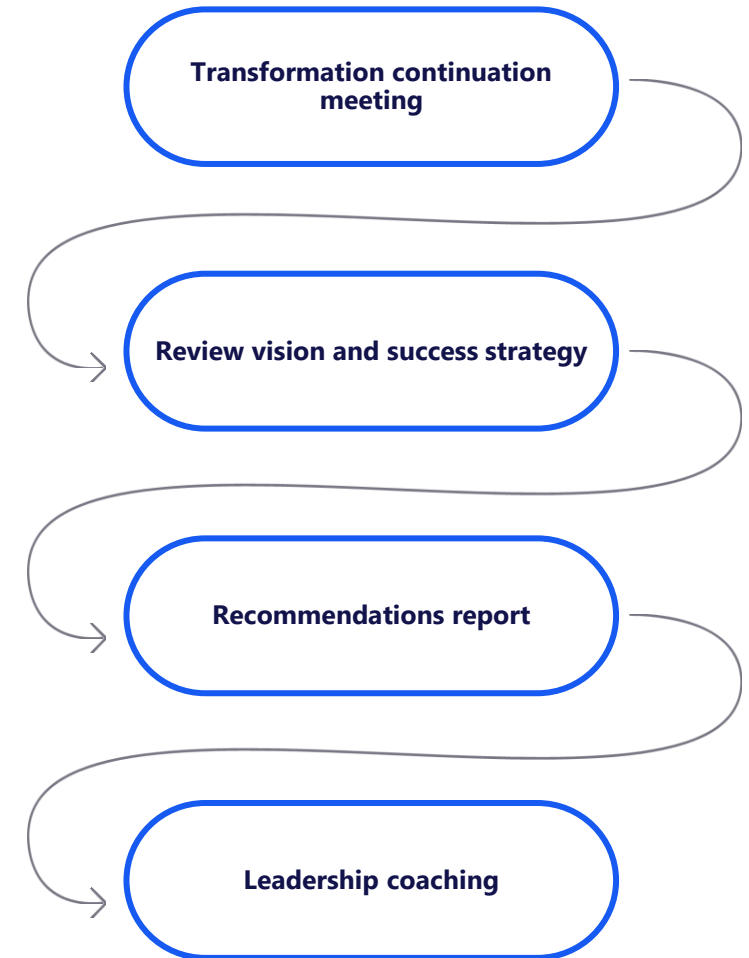 Transformation continuation
meeting
Review vision and success strategy
Recommendations report
Leadership coaching